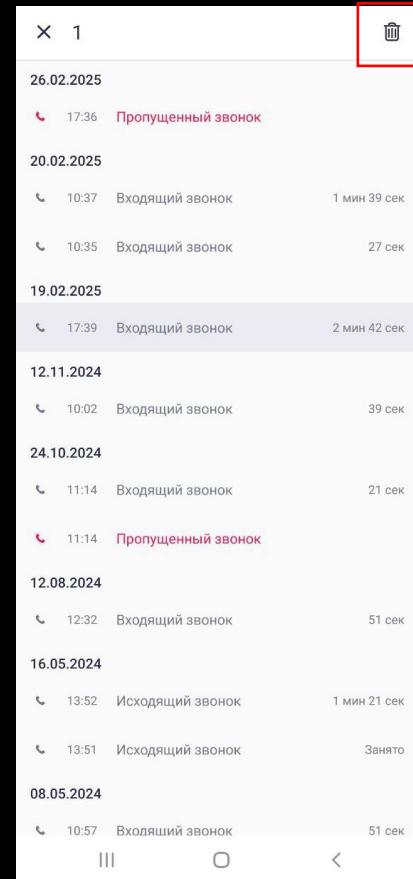 1
26.02.2025
17:36 Пропущенный звонок
20.02.2025
10:37 Входящий звонок 1 мин 39 сек
10:35 Входящий звонок 27 сек
19.02.2025
17:39 Входящий звонок 2 мин 42 сек
12.11.2024
10:02 Входящий звонок 39 сек
24.10.2024
11:14 Входящий звонок 21 сек
11:14 Пропущенный звонок
12.08.2024
12:32 Входящий звонок 51 сек
16.05.2024
13:52 Исходящий звонок 1 мин 21 сек
13:51 Исходящий звонок Занято
08.05.2024
10:57 Входящий звонок 51 сек